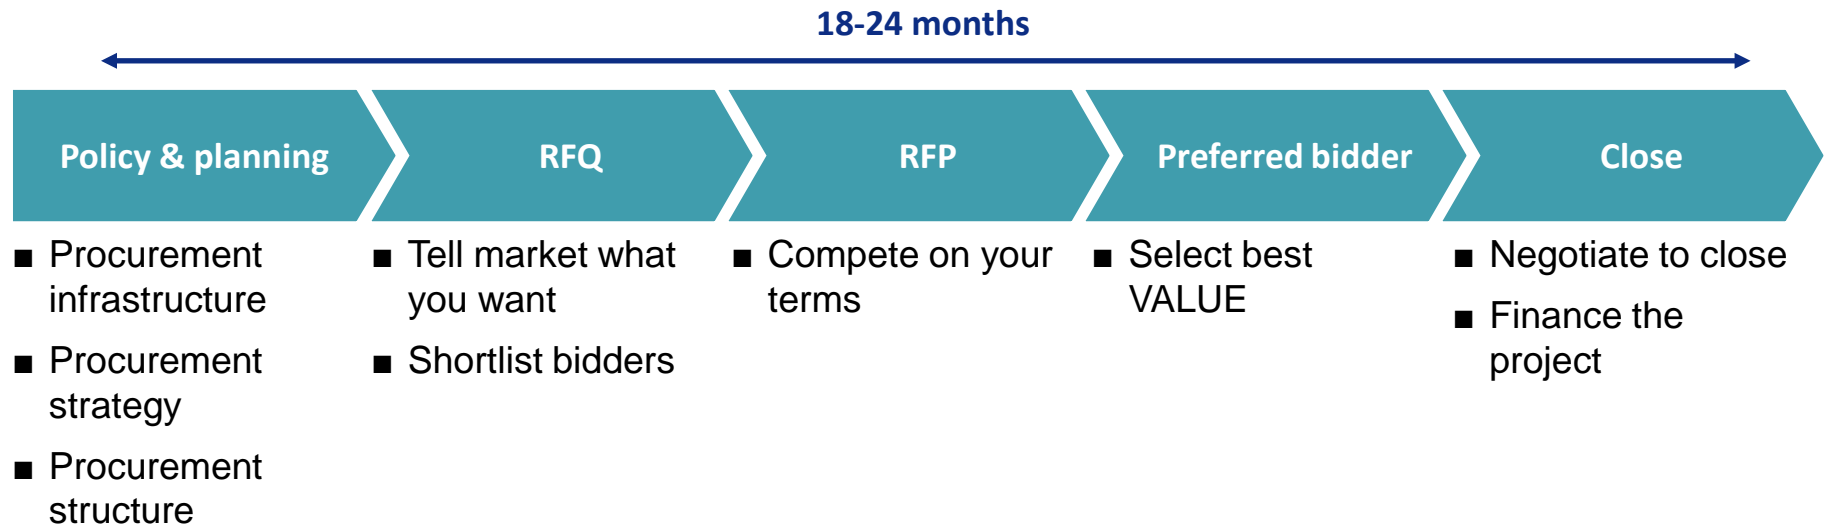 18-24 months
Policy & planning
RFQ
RFP
Preferred bidder
Close
■ Procurement
infrastructure
■ Procurement
strategy
■ Procurement
structure
■ Tell market what
you want
■ Shortlist bidders
■ Compete on your
terms
■ Select best
VALUE
■ Negotiate to close
■ Finance the
project